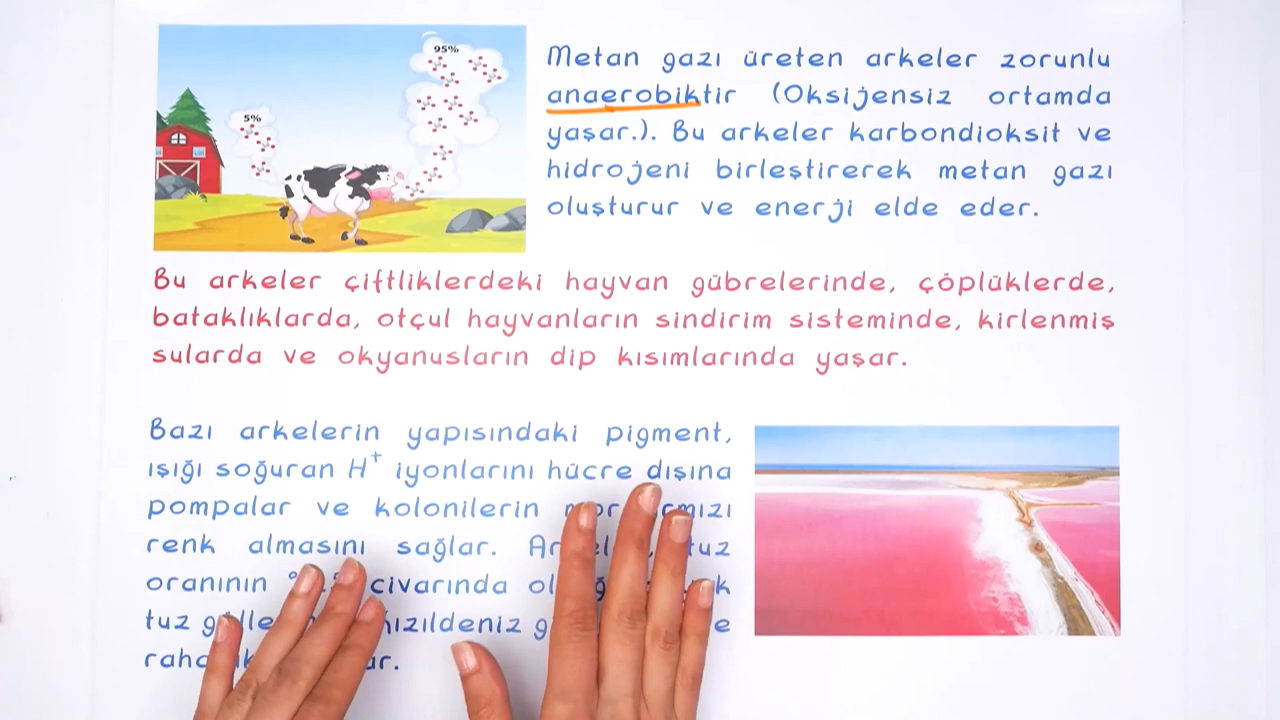 95%
5%
Metan gazı üreten arkeler zorunlu
anaerobiktir (Oksijensiz ortamda
yaşar.). Bu arkeler karbondioksit ve
hidrojeni birleştirerek metan gazı
oluşturur ve enerji elde eder.
Bu arkeler çiftliklerdeki hayvan gübrelerinde, çöplüklerde,
bataklıklarda, otçul hayvanların sindirim sisteminde, kirlenmiş
sularda ve okyanusların dip kısımlarında yaşar.
Bazı arkelerin yapısındaki pigment,
ışığı soğuran H⁺ iyonlarını hücre dışına
pompalar ve kolonilerin
renk almasını sağlar.
oranının civarında
tuz kızıldeniz